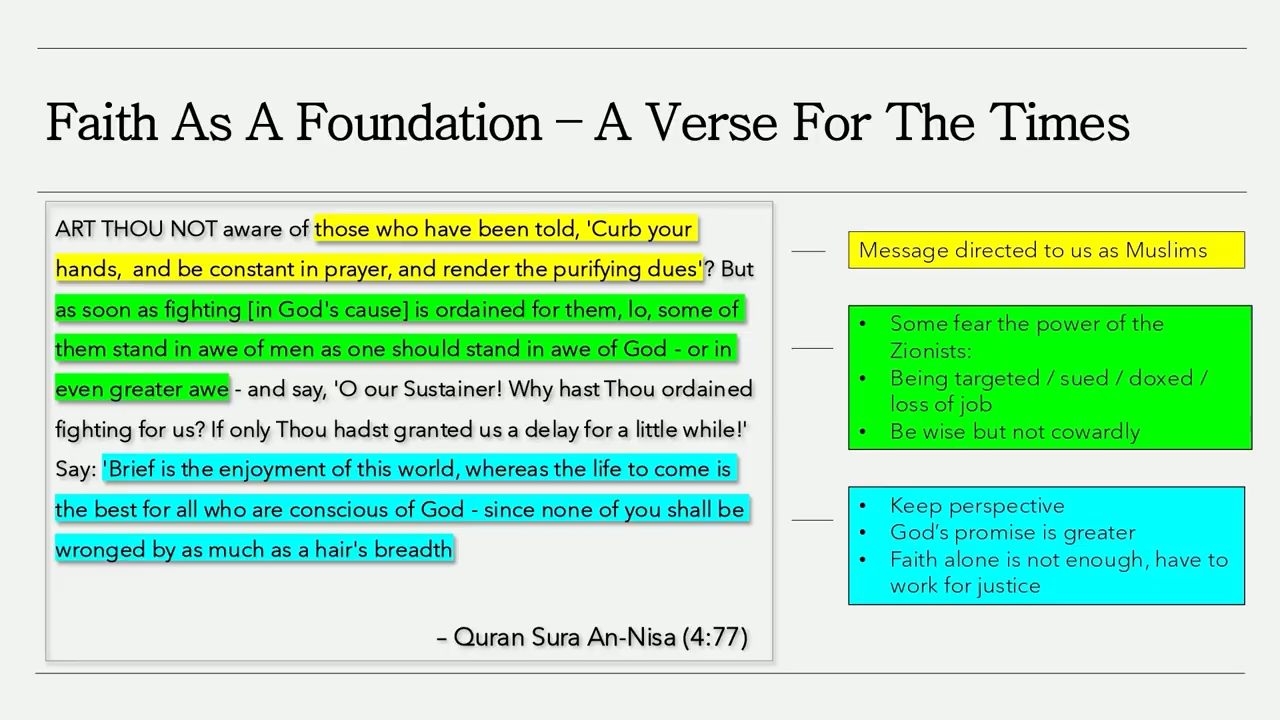 Faith As A Foundation – A Verse For The Times
ART THOU NOT aware of those who have been told, 'Curb your
hands,  and be constant in prayer, and render the purifying dues'? But
as soon as fighting [in God's cause] is ordained for them, lo, some of
them stand in awe of men as one should stand in awe of God - or in
even greater awe - and say, 'O our Sustainer! Why hast Thou ordained
fighting for us? If only Thou hadst granted us a delay for a little while!'
Say: 'Brief is the enjoyment of this world, whereas the life to come is
the best for all who are conscious of God - since none of you shall be
wronged by as much as a hair's breadth
– Quran Sura An-Nisa (4:77)
Message directed to us as Muslims
• Some fear the power of the
Zionists:
• Being targeted / sued / doxed /
loss of job
• Be wise but not cowardly
• Keep perspective
• God's promise is greater
• Faith alone is not enough, have to
work for justice